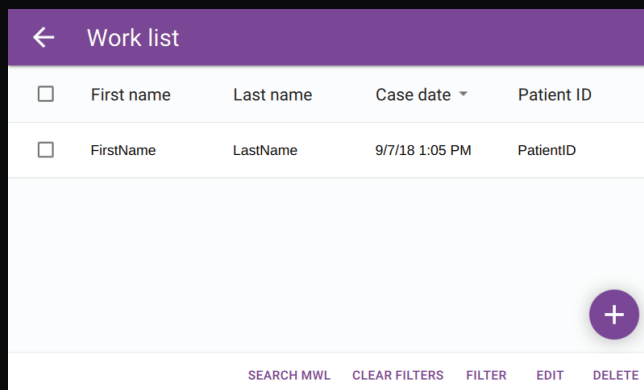 Work list
First name Last name Case date Patient ID
FirstName LastName 9/7/18 1:05 PM PatientID
SEARCH MWL CLEAR FILTERS FILTER EDIT DELETE